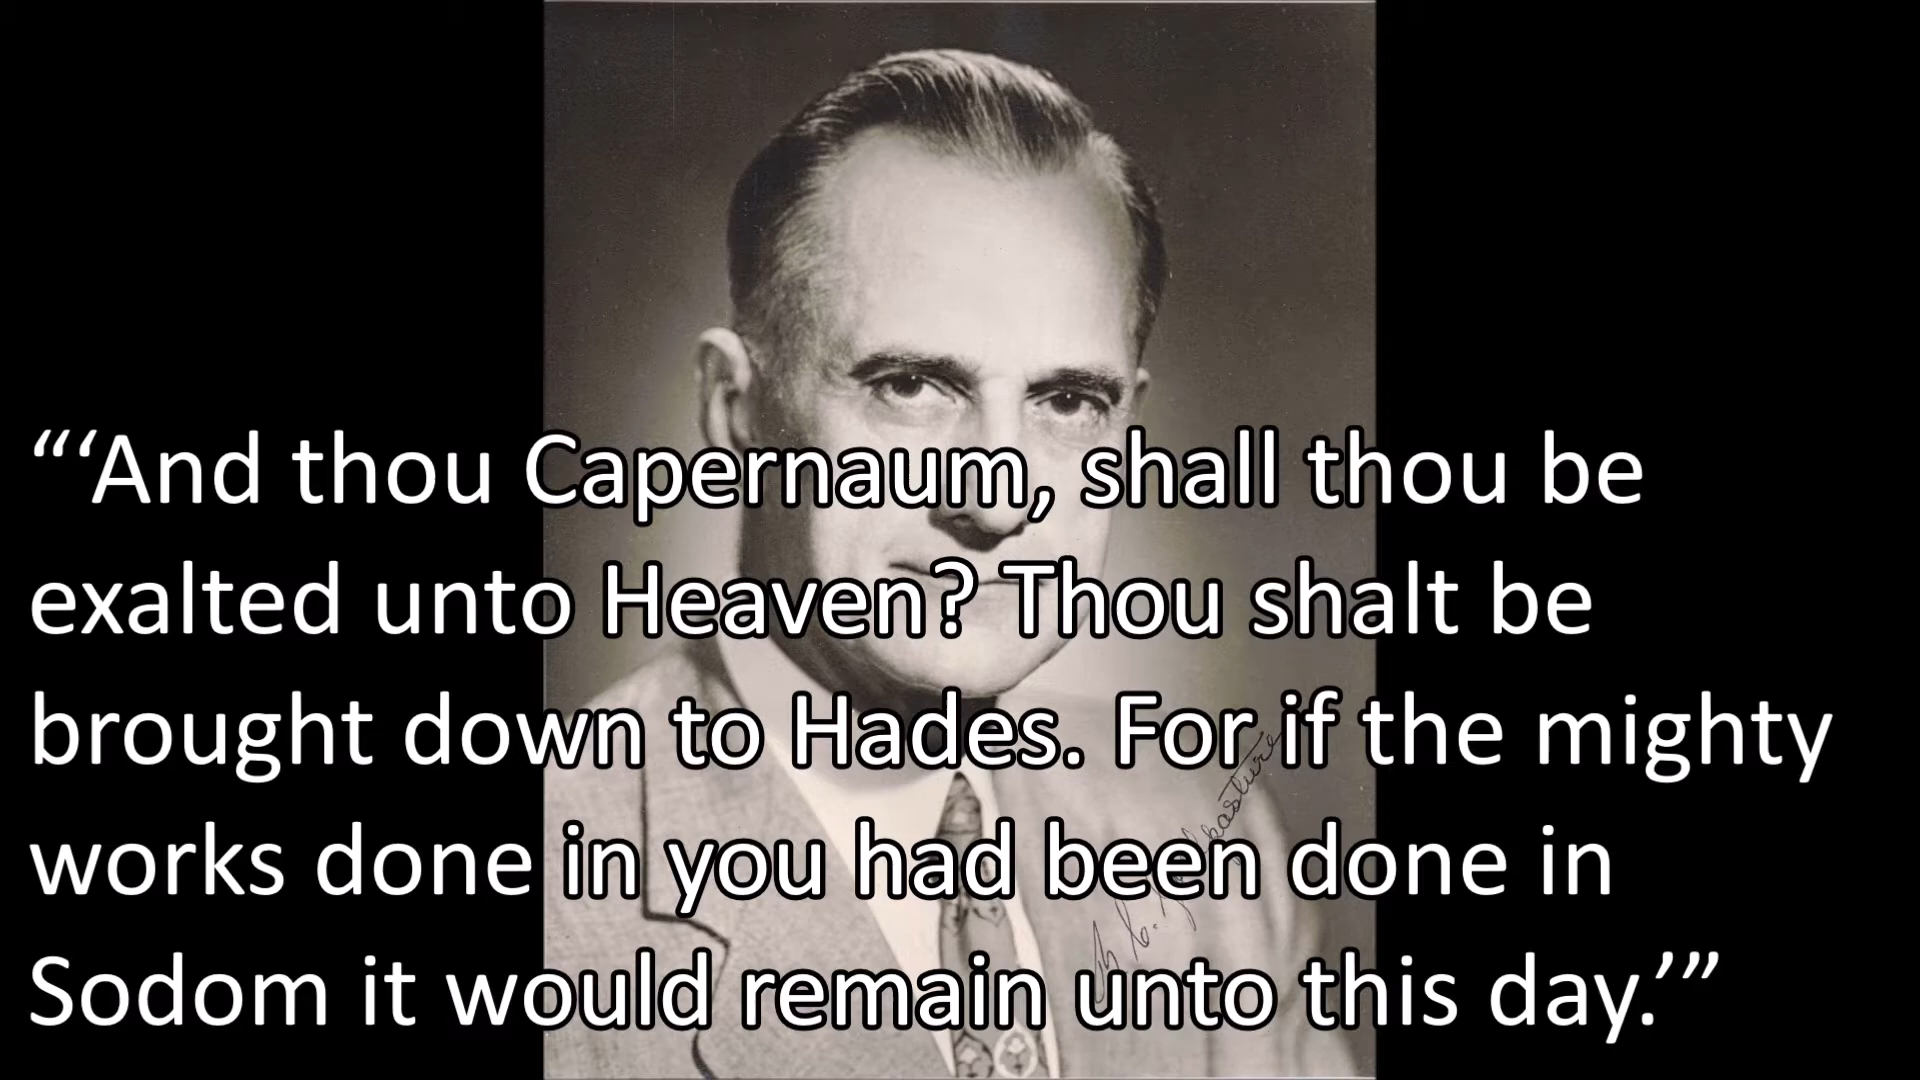 “‘And thou Capernaum, shall thou be
exalted unto Heaven? Thou shalt be
brought down to Hades. For if the mighty
works done in you had been done in
Sodom it would remain unto this day.’”